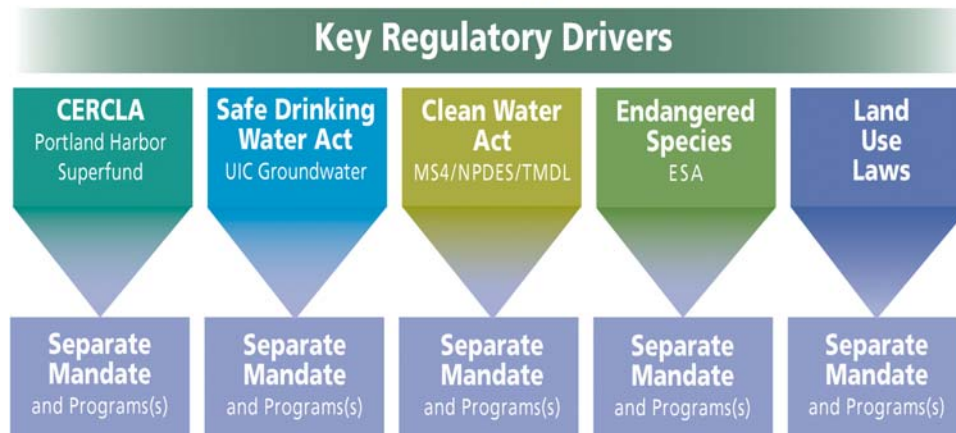 Key Regulatory Drivers
CERCLA
Portland Harbor
Superfund
Safe Drinking
Water Act
UIC Groundwater
Clean Water
Act
MS4/NPDES/TMDL
Endangered
Species
ESA
Land
Use
Laws
Separate
Mandate
and Programs(s)
Separate
Mandate
and Programs(s)
Separate
Mandate
and Programs(s)
Separate
Mandate
and Programs(s)
Separate
Mandate
and Programs(s)